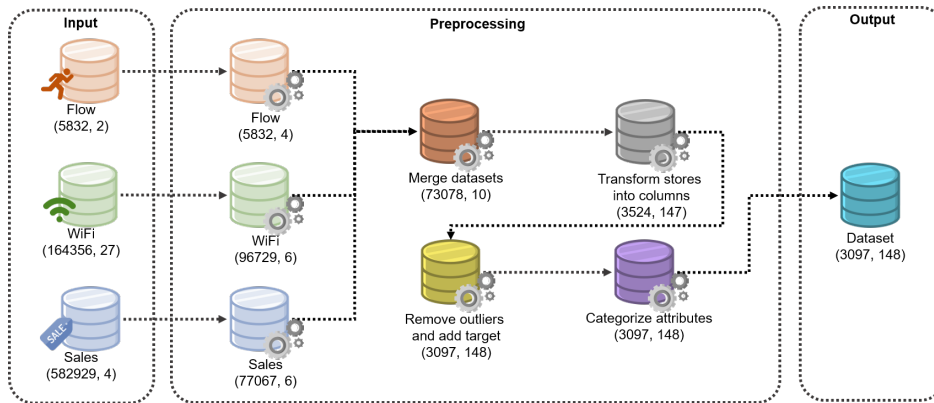 Input
Preprocessing
Output
Flow
(5832, 2)
Flow
(5832, 4)
WiFi
(164356, 27)
WiFi
(96729, 6)
SALE
Sales
(582929, 4)
Sales
(77067, 6)
Merge datasets
(73078, 10)
Transform stores
into columns
(3524, 147)
Remove outliers
and add target
(3097, 148)
Categorize attributes
(3097, 148)
Dataset
(3097, 148)